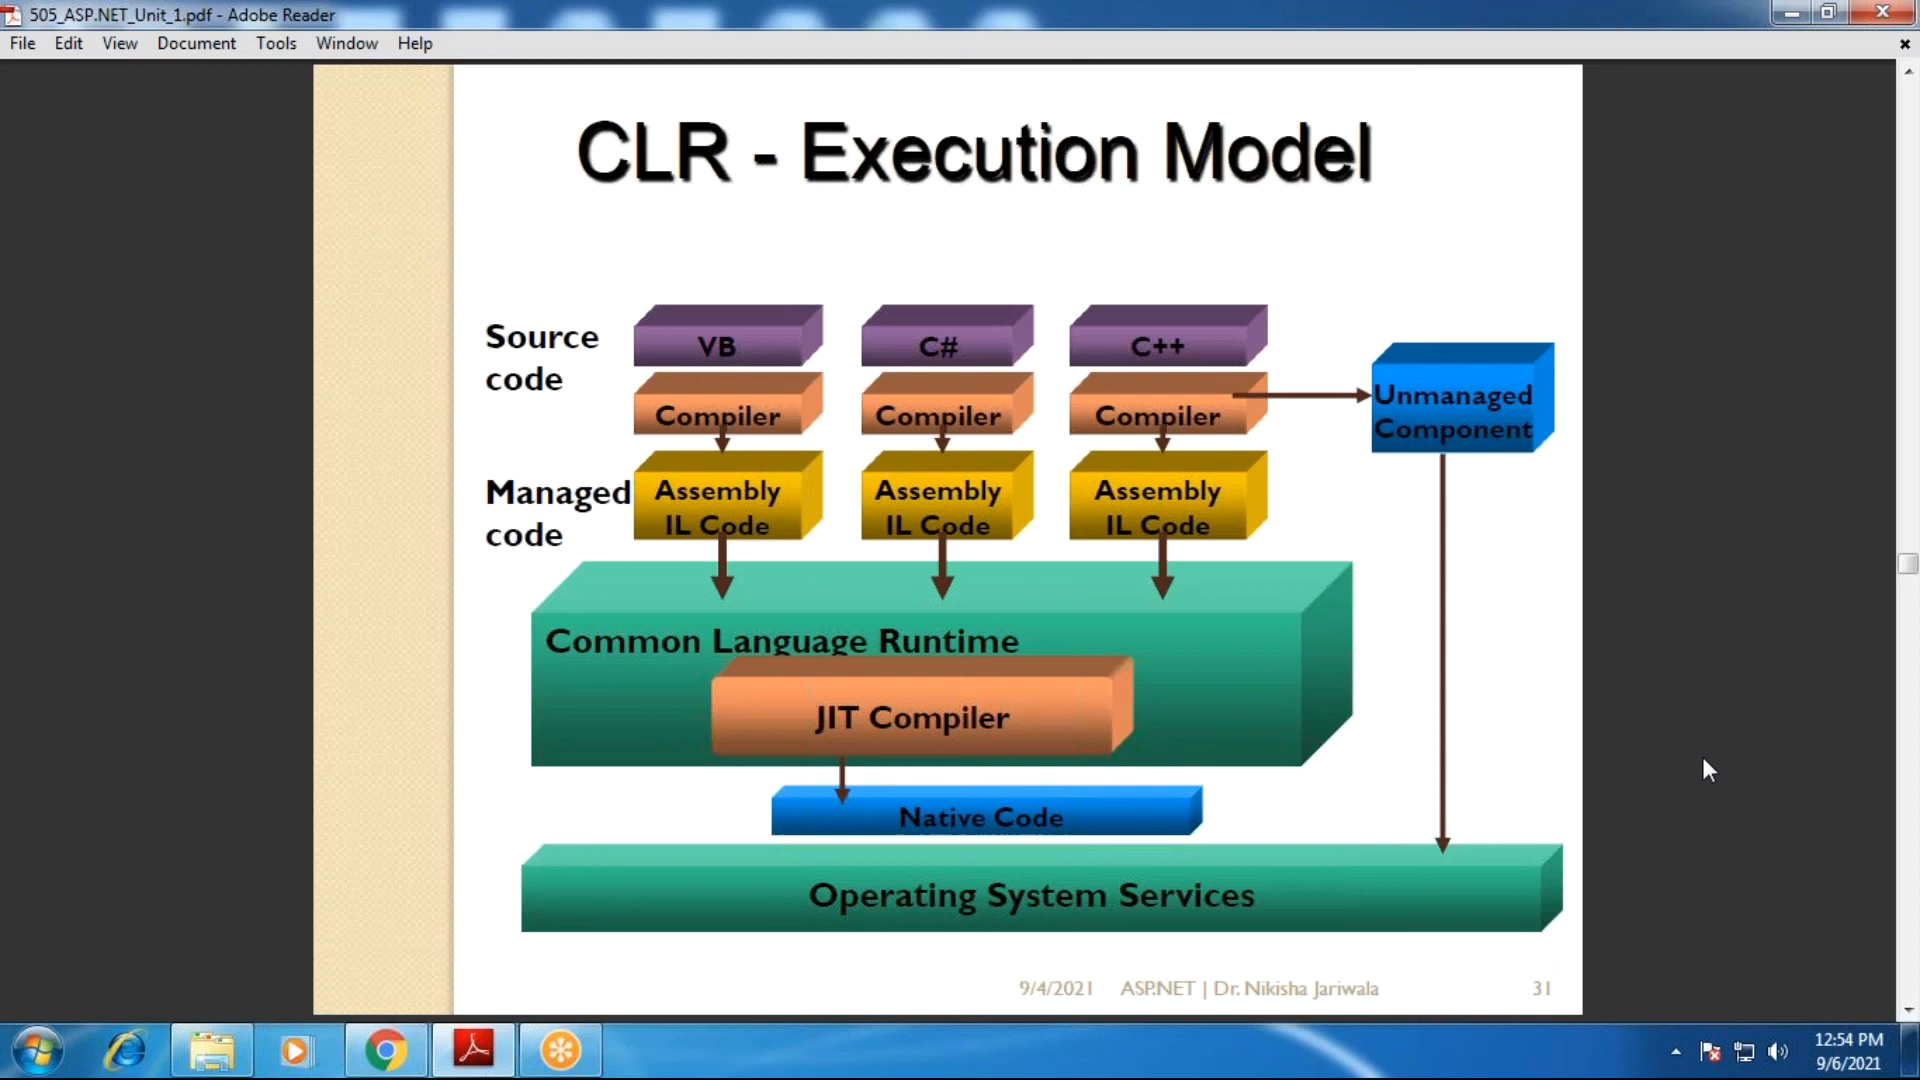 505_ASP.NET_Unit_1.pdf - Adobe Reader
File Edit View Document Tools Window Help
CLR - Execution Model
Source
code
VB
C#
C++
Compiler
Compiler
Compiler
Unmanaged
Component
Managed
code
Assembly
IL Code
Assembly
IL Code
Assembly
IL Code
Common Language Runtime
JIT Compiler
Native Code
Operating System Services
9/4/2021 ASP.NET | Dr. Nikisha Jariwala 31
12:54 PM
9/6/2021